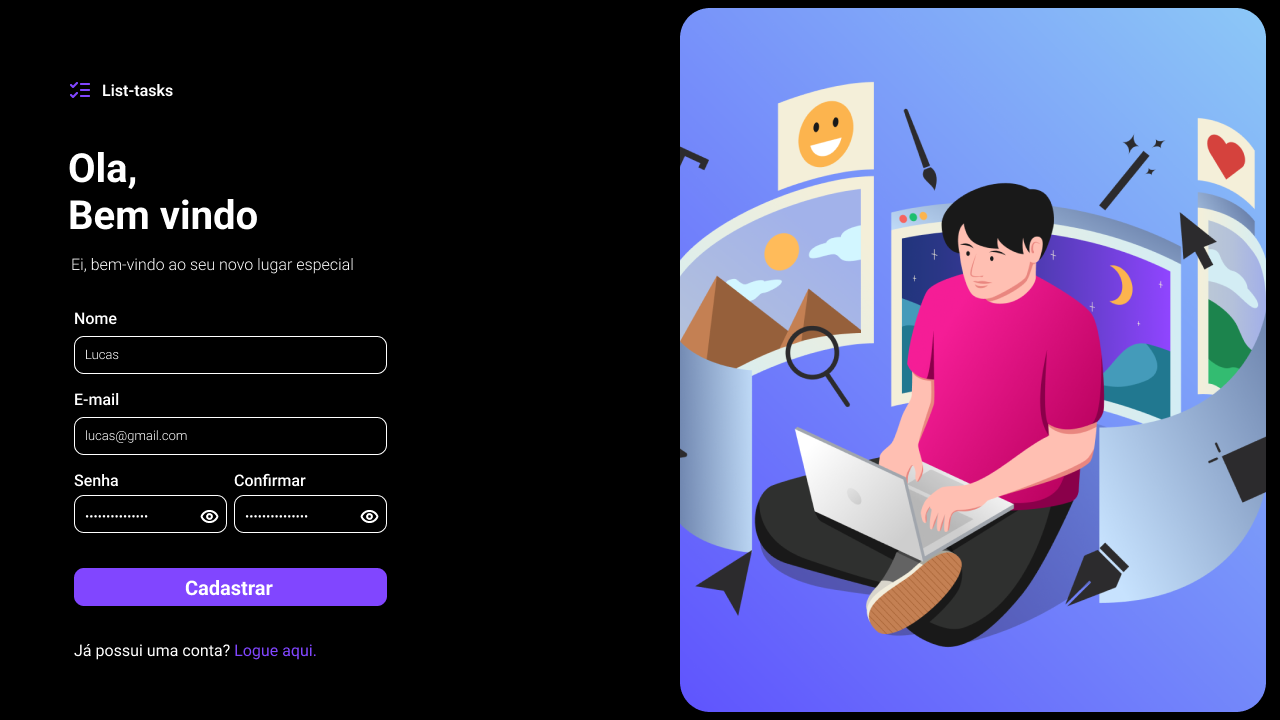 List-tasks
Ola,
Bem vindo
Ei, bem-vindo ao seu novo lugar especial
Nome
Lucas
E-mail
lucas@gmail.com
Senha Confirmar
•••••••••••••• ••••••••••••••
Cadastrar
Já possui uma conta? Logue aqui.